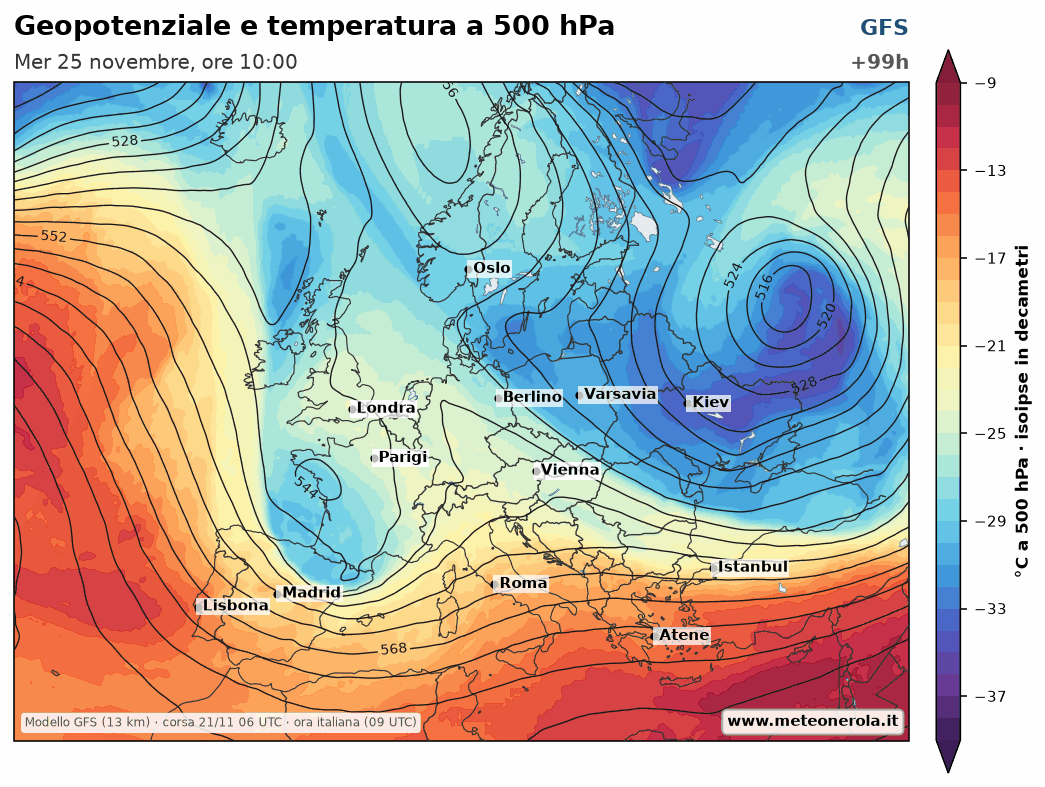 Geopotenziale e temperatura a 500 hPa
GFS
Mer 25 novembre, ore 10:00
+99h
528
552
4
524
516
520
528
544
568
Oslo
Berlino
Varsavia
Kiev
Londra
Parigi
Vienna
Istanbul
Roma
Madrid
Lisbona
Atene
Modello GFS (13 km) · corsa 21/11 06 UTC · ora italiana (09 UTC)
www.meteonerola.it
−9
−13
−17
−21
−25
−29
−33
−37
°C a 500 hPa · isoipse in decametri